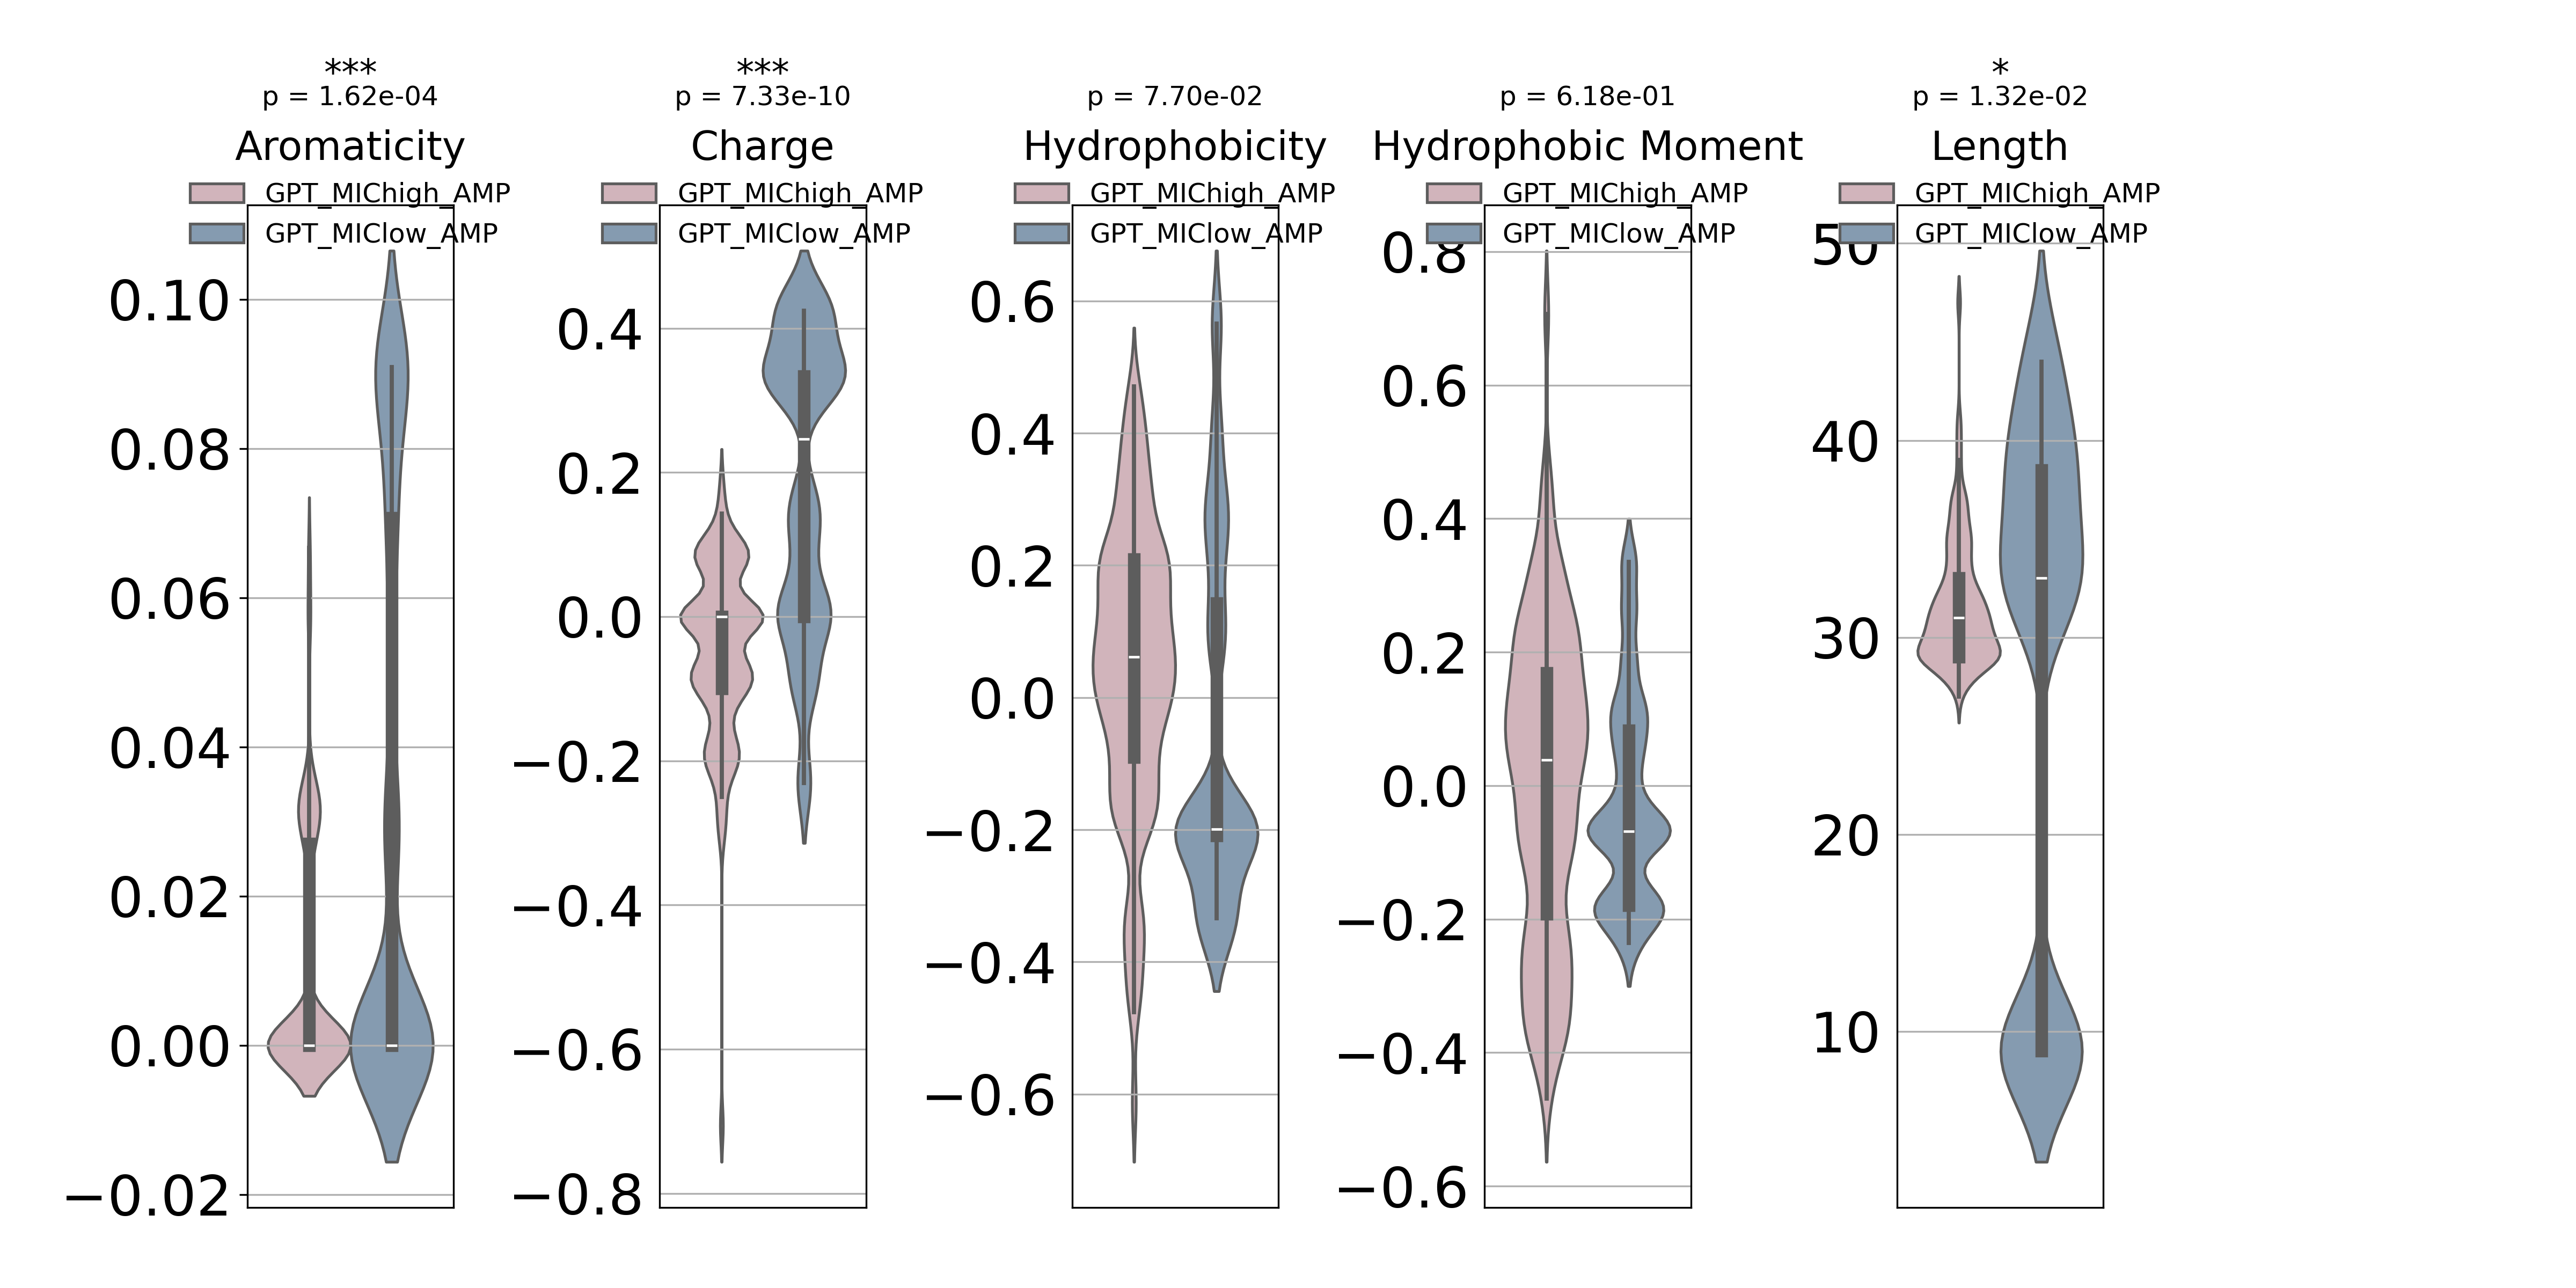 ***
p = 1.62e-04
Aromaticity
GPT_MIChigh_AMP
GPT_MIClow_AMP
0.10
0.08
0.06
0.04
0.02
0.00
−0.02
***
p = 7.33e-10
Charge
GPT_MIChigh_AMP
GPT_MIClow_AMP
0.4
0.2
0.0
−0.2
−0.4
−0.6
−0.8
p = 7.70e-02
Hydrophobicity
GPT_MIChigh_AMP
GPT_MIClow_AMP
0.6
0.4
0.2
0.0
−0.2
−0.4
−0.6
p = 6.18e-01
Hydrophobic Moment
GPT_MIChigh_AMP
GPT_MIClow_AMP
0.8
0.6
0.4
0.2
0.0
−0.2
−0.4
−0.6
*
p = 1.32e-02
Length
GPT_MIChigh_AMP
GPT_MIClow_AMP
50
40
30
20
10